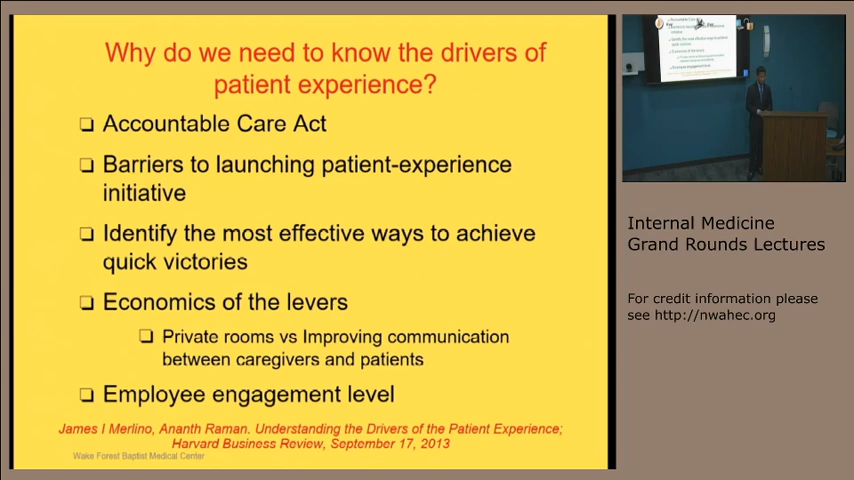 Why do we need to know the drivers of
patient experience?
❑ Accountable Care Act
❑ Barriers to launching patient-experience
initiative
❑ Identify the most effective ways to achieve
quick victories
❑ Economics of the levers
❑ Private rooms vs Improving communication
between caregivers and patients
❑ Employee engagement level
James I Merlino, Ananth Raman. Understanding the Drivers of the Patient Experience;
Harvard Business Review, September 17, 2013
Wake Forest Baptist Medical Center
Internal Medicine
Grand Rounds Lectures
For credit information please
see http://nwahec.org